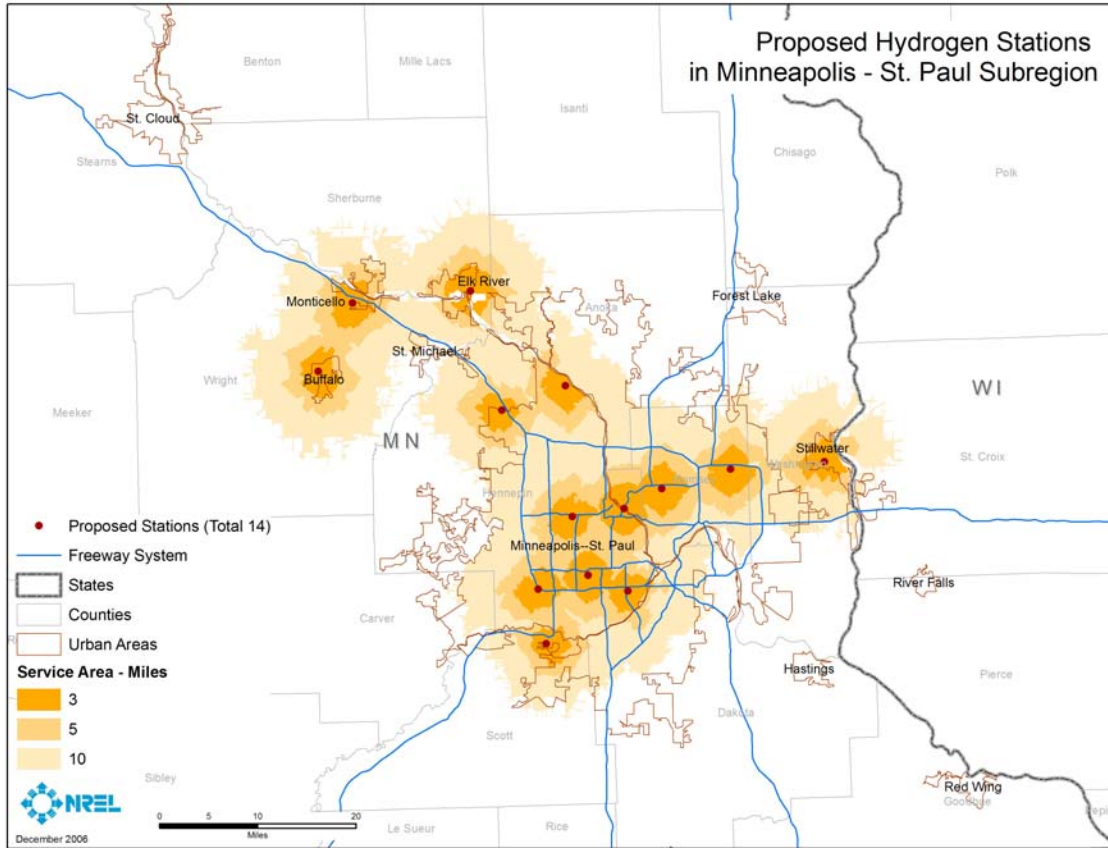 Proposed Hydrogen Stations
in Minneapolis - St. Paul Subregion
Benton
Mille Lacs
Isanti
St. Cloud
Stearns
Chisago
Polk
Sherburne
Elk River
Monticello
Forest Lake
Anoka
St. Michael
Wright
Buffalo
Meeker
WI
MN
Stillwater
St. Croix
Hennepin
Minneapolis--St. Paul
River Falls
Carver
Hastings
Pierce
Dakota
Scott
Sibley
Red Wing
Goodhue
Le Sueur
Rice
Proposed Stations (Total 14)
Freeway System
States
Counties
Urban Areas
Service Area - Miles
3
5
10
NREL
December 2006
0 5 10 20
Miles